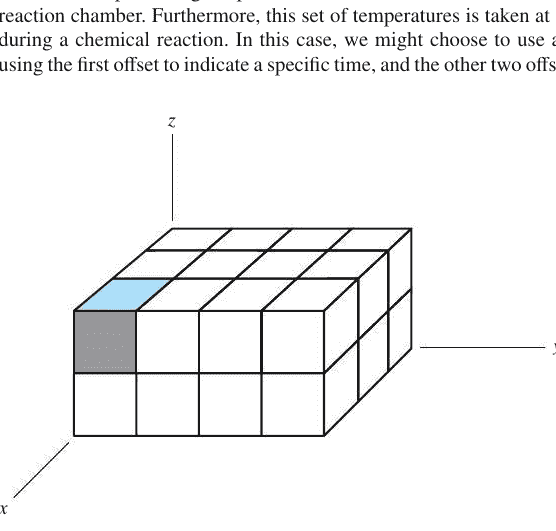 reaction chamber. Furthermore, this set of temperatures is taken at
during a chemical reaction. In this case, we might choose to use a
using the first offset to indicate a specific time, and the other two offs
z
y
x